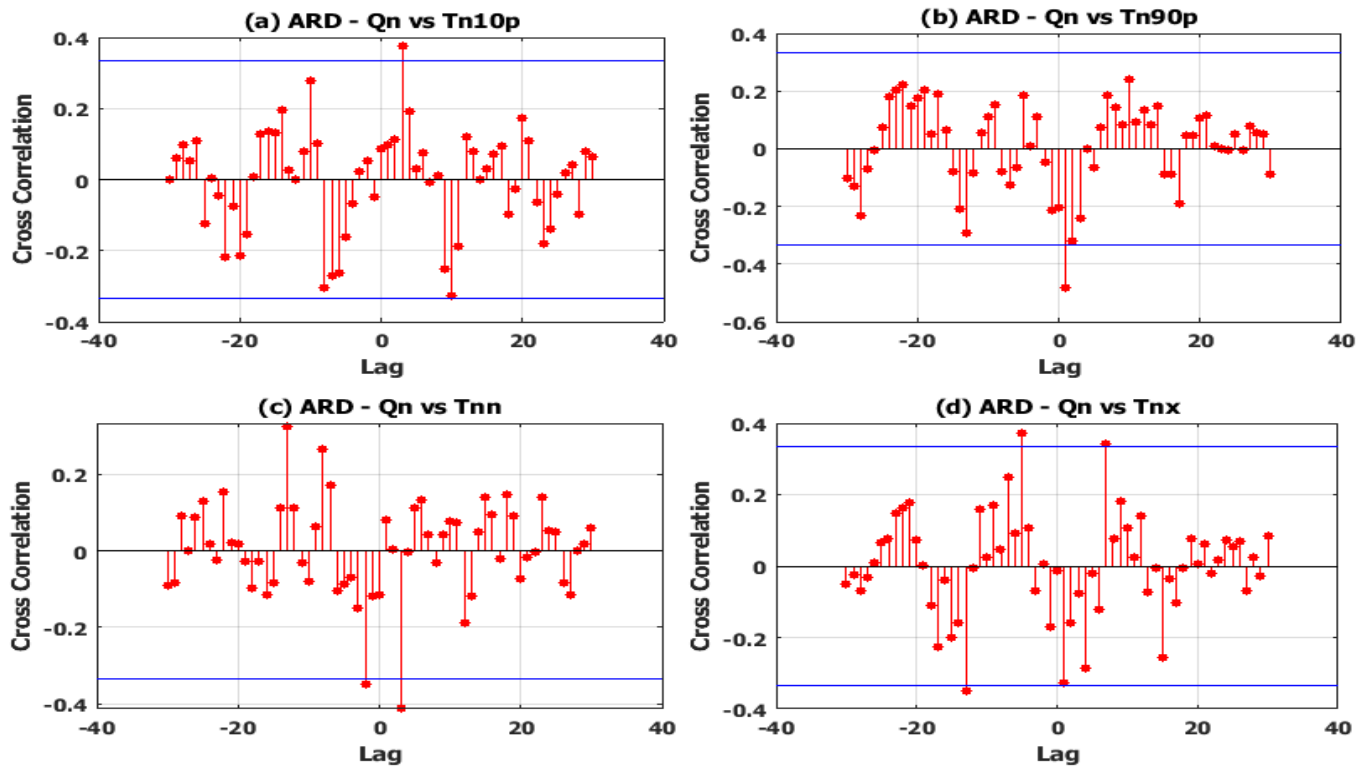 (a) ARD - Qn vs Tn10p
0.4
0.2
0
-0.2
-0.4
Cross Correlation
-40 -20 0 20 40
Lag
(b) ARD - Qn vs Tn90p
0.4
0.2
0
-0.2
-0.4
-0.6
Cross Correlation
-40 -20 0 20 40
Lag
(c) ARD - Qn vs Tnn
0.2
0
-0.2
-0.4
Cross Correlation
-40 -20 0 20 40
Lag
(d) ARD - Qn vs Tnx
0.4
0.2
0
-0.2
-0.4
Cross Correlation
-40 -20 0 20 40
Lag